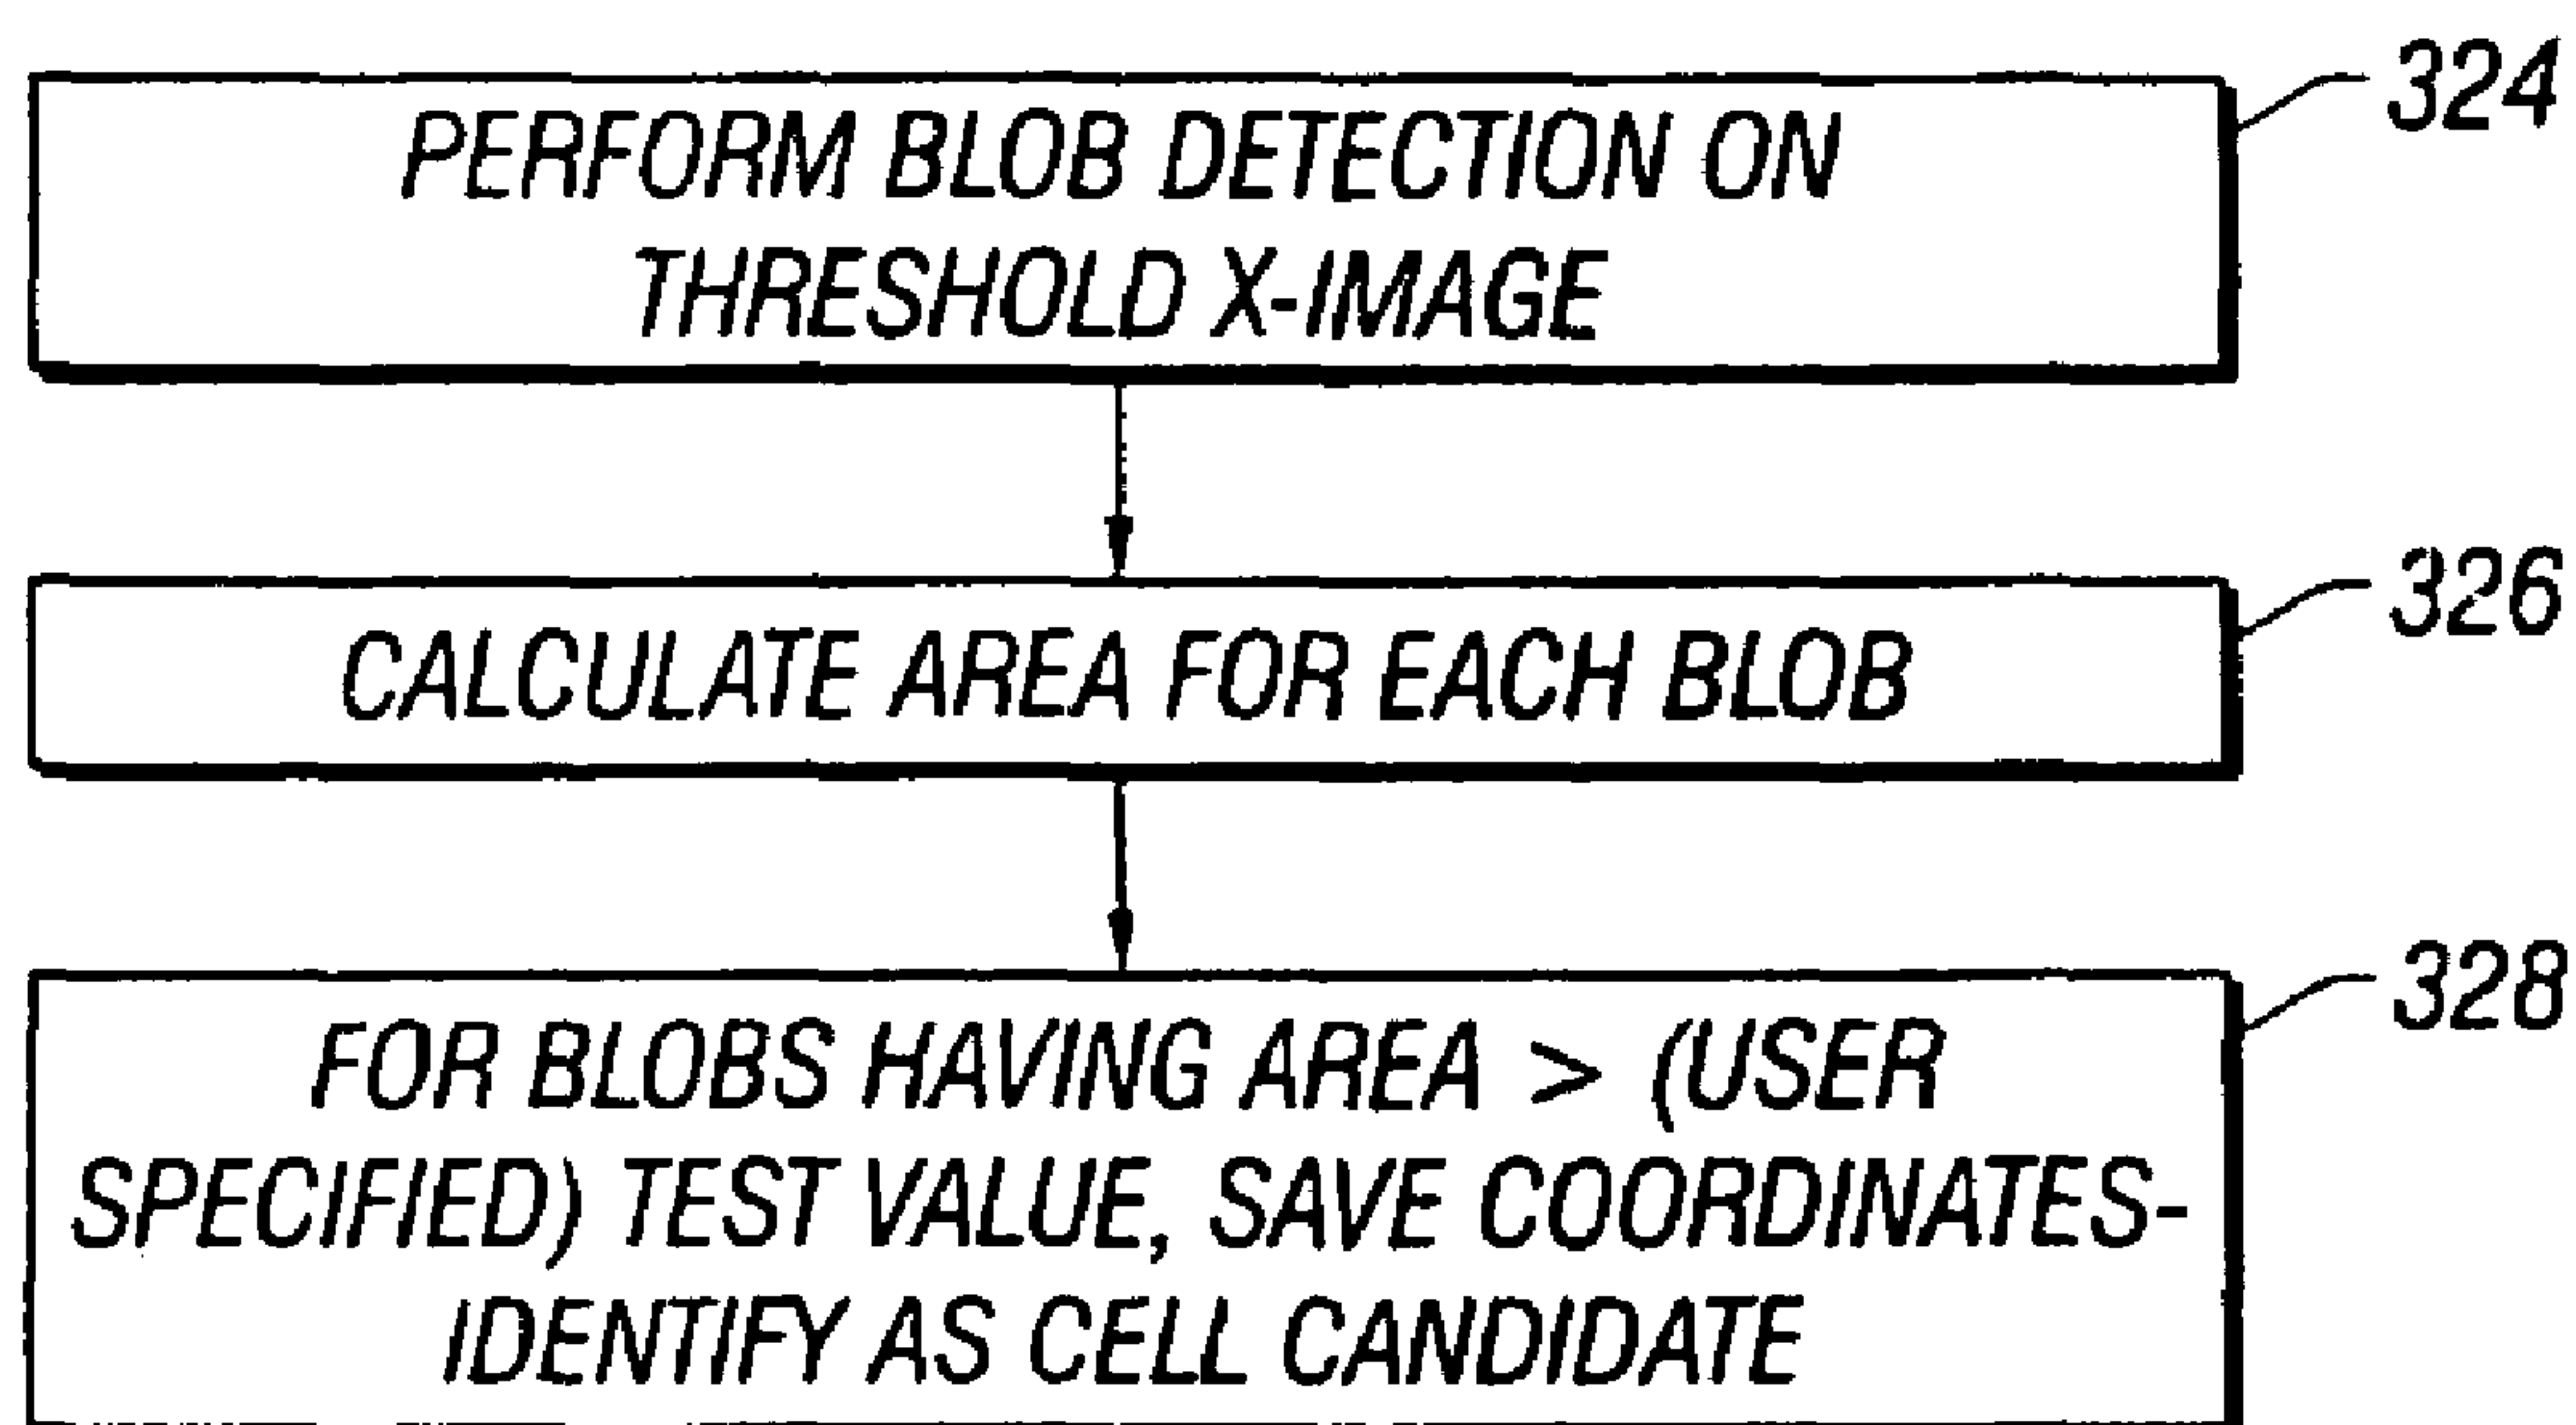 324
PERFORM BLOB DETECTION ON
THRESHOLD X-IMAGE
326
CALCULATE AREA FOR EACH BLOB
328
FOR BLOBS HAVING AREA > (USER
SPECIFIED) TEST VALUE, SAVE COORDINATES-
IDENTIFY AS CELL CANDIDATE